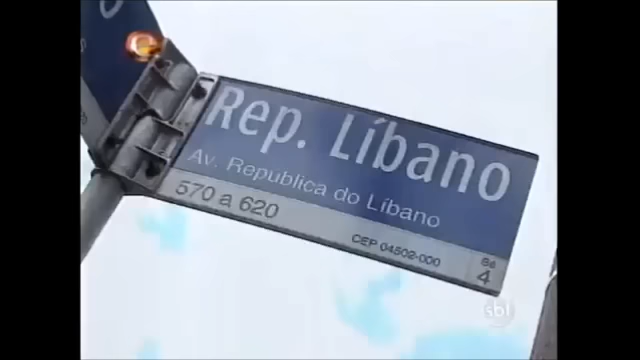 Rep. Líbano
Av. Republica do Líbano
570 a 620
CEP 04502-000
Sé
4
sbt